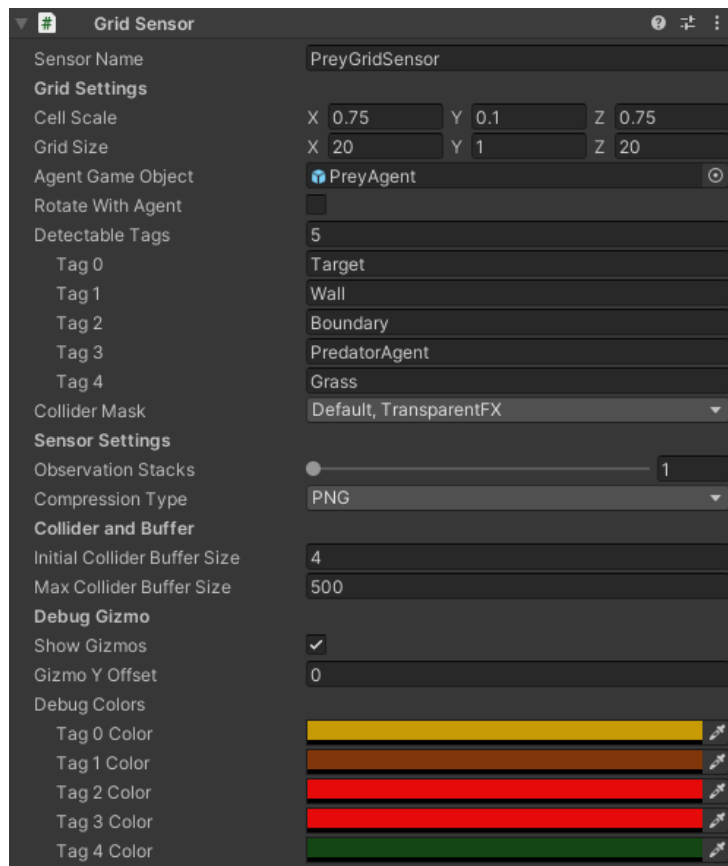 # Grid Sensor
Sensor Name PreyGridSensor
Grid Settings
Cell Scale X 0.75 Y 0.1 Z 0.75
Grid Size X 20 Y 1 Z 20
Agent Game Object PreyAgent
Rotate With Agent
Detectable Tags 5
Tag 0 Target
Tag 1 Wall
Tag 2 Boundary
Tag 3 PredatorAgent
Tag 4 Grass
Collider Mask Default, TransparentFX
Sensor Settings
Observation Stacks 1
Compression Type PNG
Collider and Buffer
Initial Collider Buffer Size 4
Max Collider Buffer Size 500
Debug Gizmo
Show Gizmos
Gizmo Y Offset 0
Debug Colors
Tag 0 Color
Tag 1 Color
Tag 2 Color
Tag 3 Color
Tag 4 Color